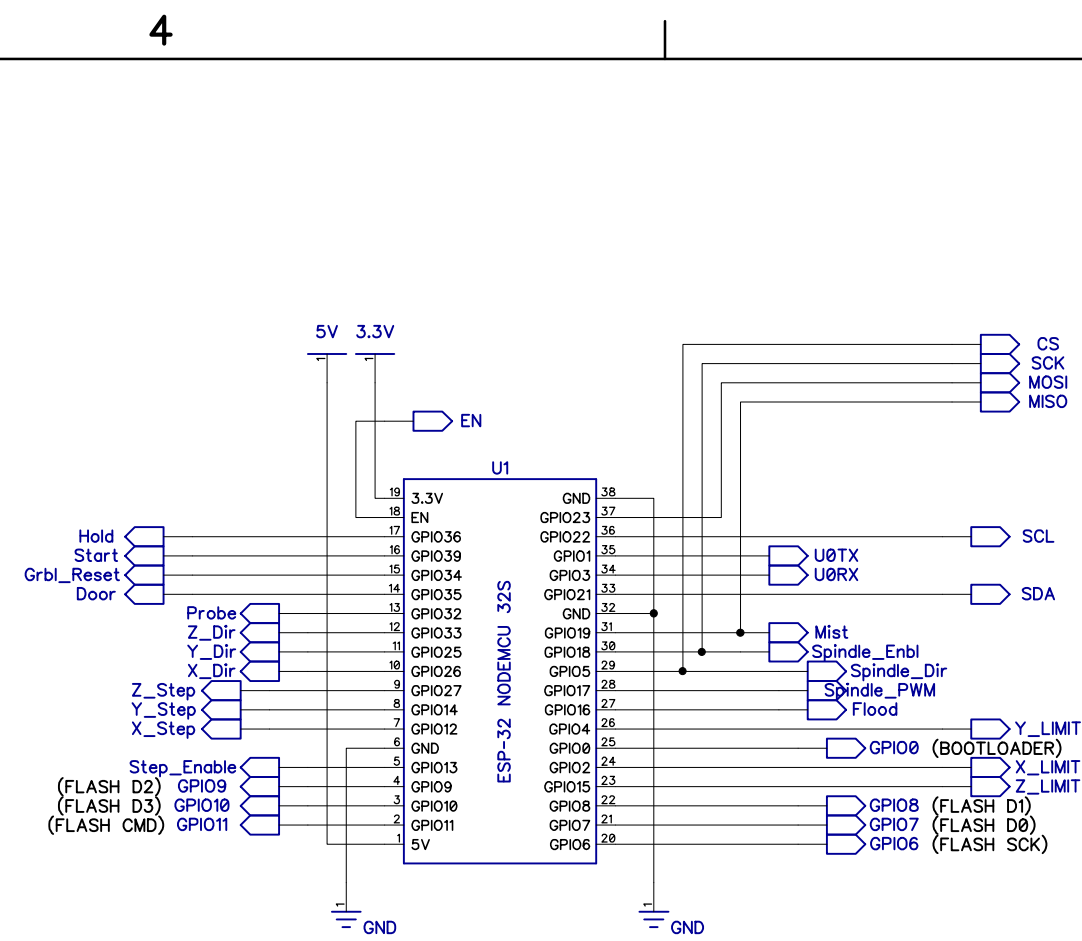 4
5V 3.3V
1 1
CS
SCK
MOSI
MISO
EN
U1
ESP-32 NODEMCU 32S
19 3.3V GND 38
18 EN GPIO23 37
Hold 17 GPIO36 GPIO22 36 SCL
Start 16 GPIO39 GPIO1 35 U0TX
Grbl_Reset 15 GPIO34 GPIO3 34 U0RX
Door 14 GPIO35 GPIO21 33 SDA
Probe 13 GPIO32 GND 32
Z_Dir 12 GPIO33 GPIO19 31 Mist
Y_Dir 11 GPIO25 GPIO18 30 Spindle_Enbl
X_Dir 10 GPIO26 GPIO5 29 Spindle_Dir
Z_Step 9 GPIO27 GPIO17 28 Spindle_PWM
Y_Step 8 GPIO14 GPIO16 27 Flood
X_Step 7 GPIO12 GPIO4 26 Y_LIMIT
6 GND GPIO0 25 GPIO0 (BOOTLOADER)
Step_Enable 5 GPIO13 GPIO2 24 X_LIMIT
(FLASH D2) GPIO9 4 GPIO9 GPIO15 23 Z_LIMIT
(FLASH D3) GPIO10 3 GPIO10 GPIO8 22 GPIO8 (FLASH D1)
(FLASH CMD) GPIO11 2 GPIO11 GPIO7 21 GPIO7 (FLASH D0)
1 5V GPIO6 20 GPIO6 (FLASH SCK)
1 1
GND GND